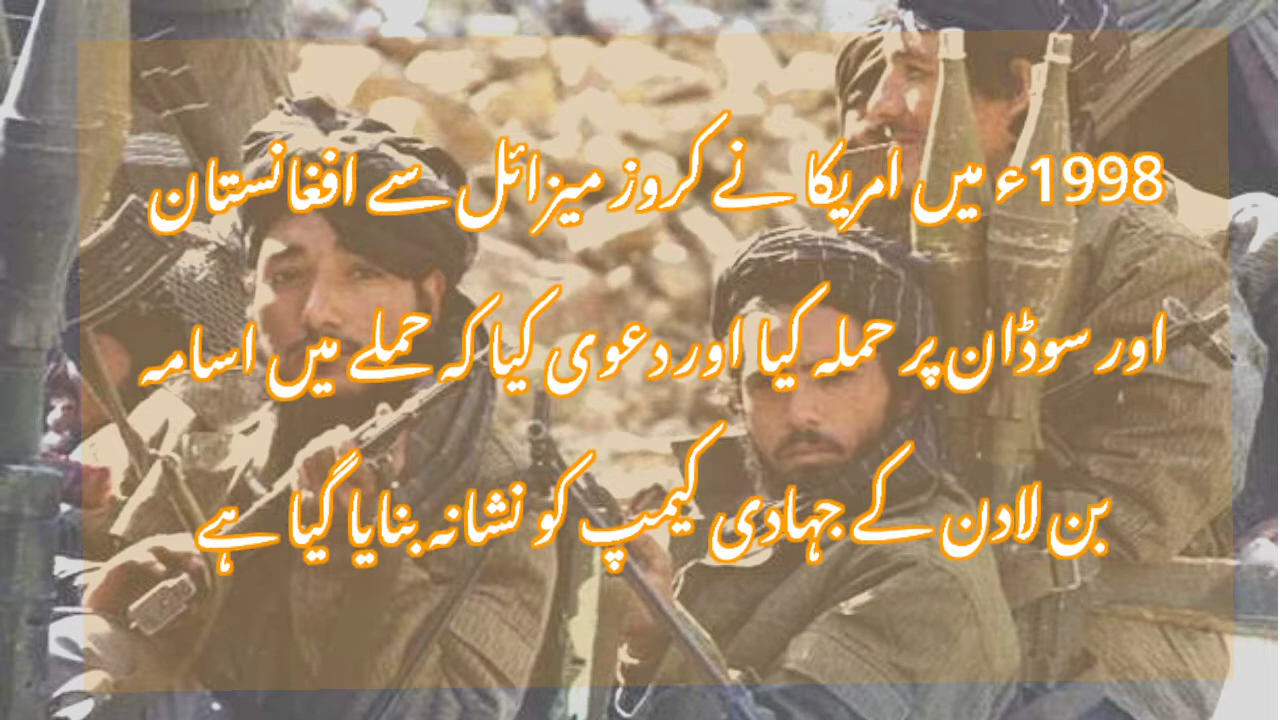 1998ء میں امریکا نے کروز میزائل سے افغانستان
اور سوڈان پر حملہ کیا اور دعوی کیا کہ حملے میں اسامہ
بن لادن کے جہادی کیمپ کو نشانہ بنایا گیا ہے